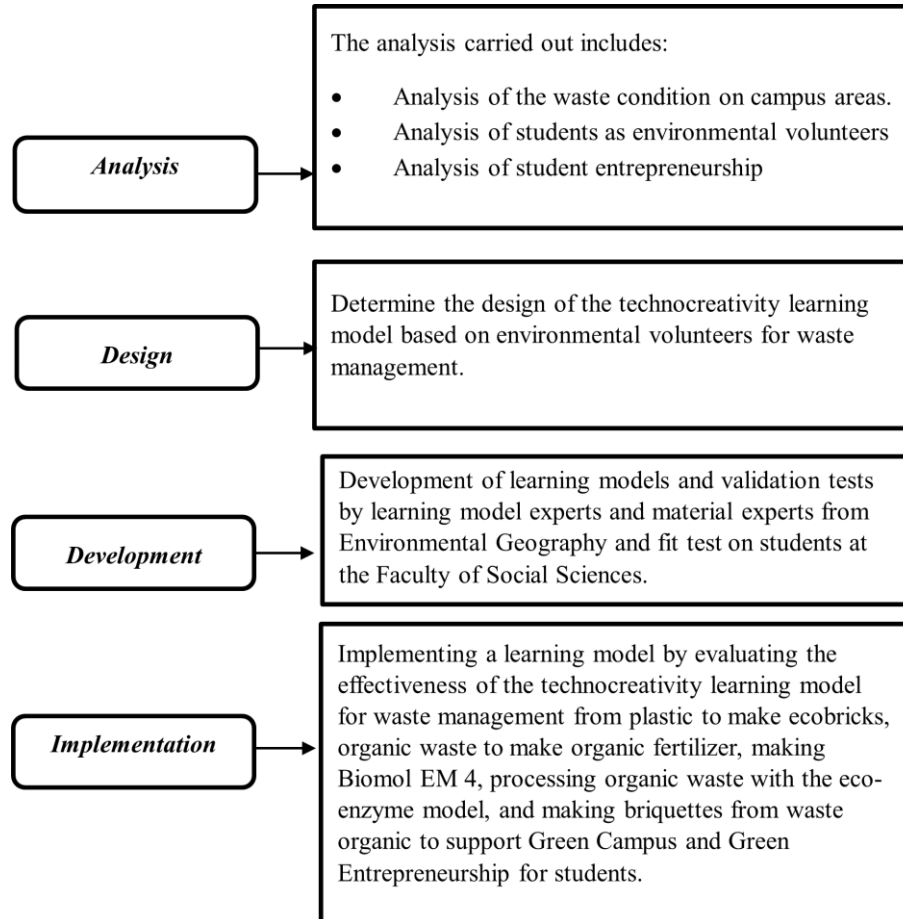 Analysis
The analysis carried out includes:
• Analysis of the waste condition on campus areas.
• Analysis of students as environmental volunteers
• Analysis of student entrepreneurship
Design
Determine the design of the technocreativity learning
model based on environmental volunteers for waste
management.
Development
Development of learning models and validation tests
by learning model experts and material experts from
Environmental Geography and fit test on students at
the Faculty of Social Sciences.
Implementation
Implementing a learning model by evaluating the
effectiveness of the technocreativity learning model
for waste management from plastic to make ecobricks,
organic waste to make organic fertilizer, making
Biomol EM 4, processing organic waste with the eco-
enzyme model, and making briquettes from waste
organic to support Green Campus and Green
Entrepreneurship for students.